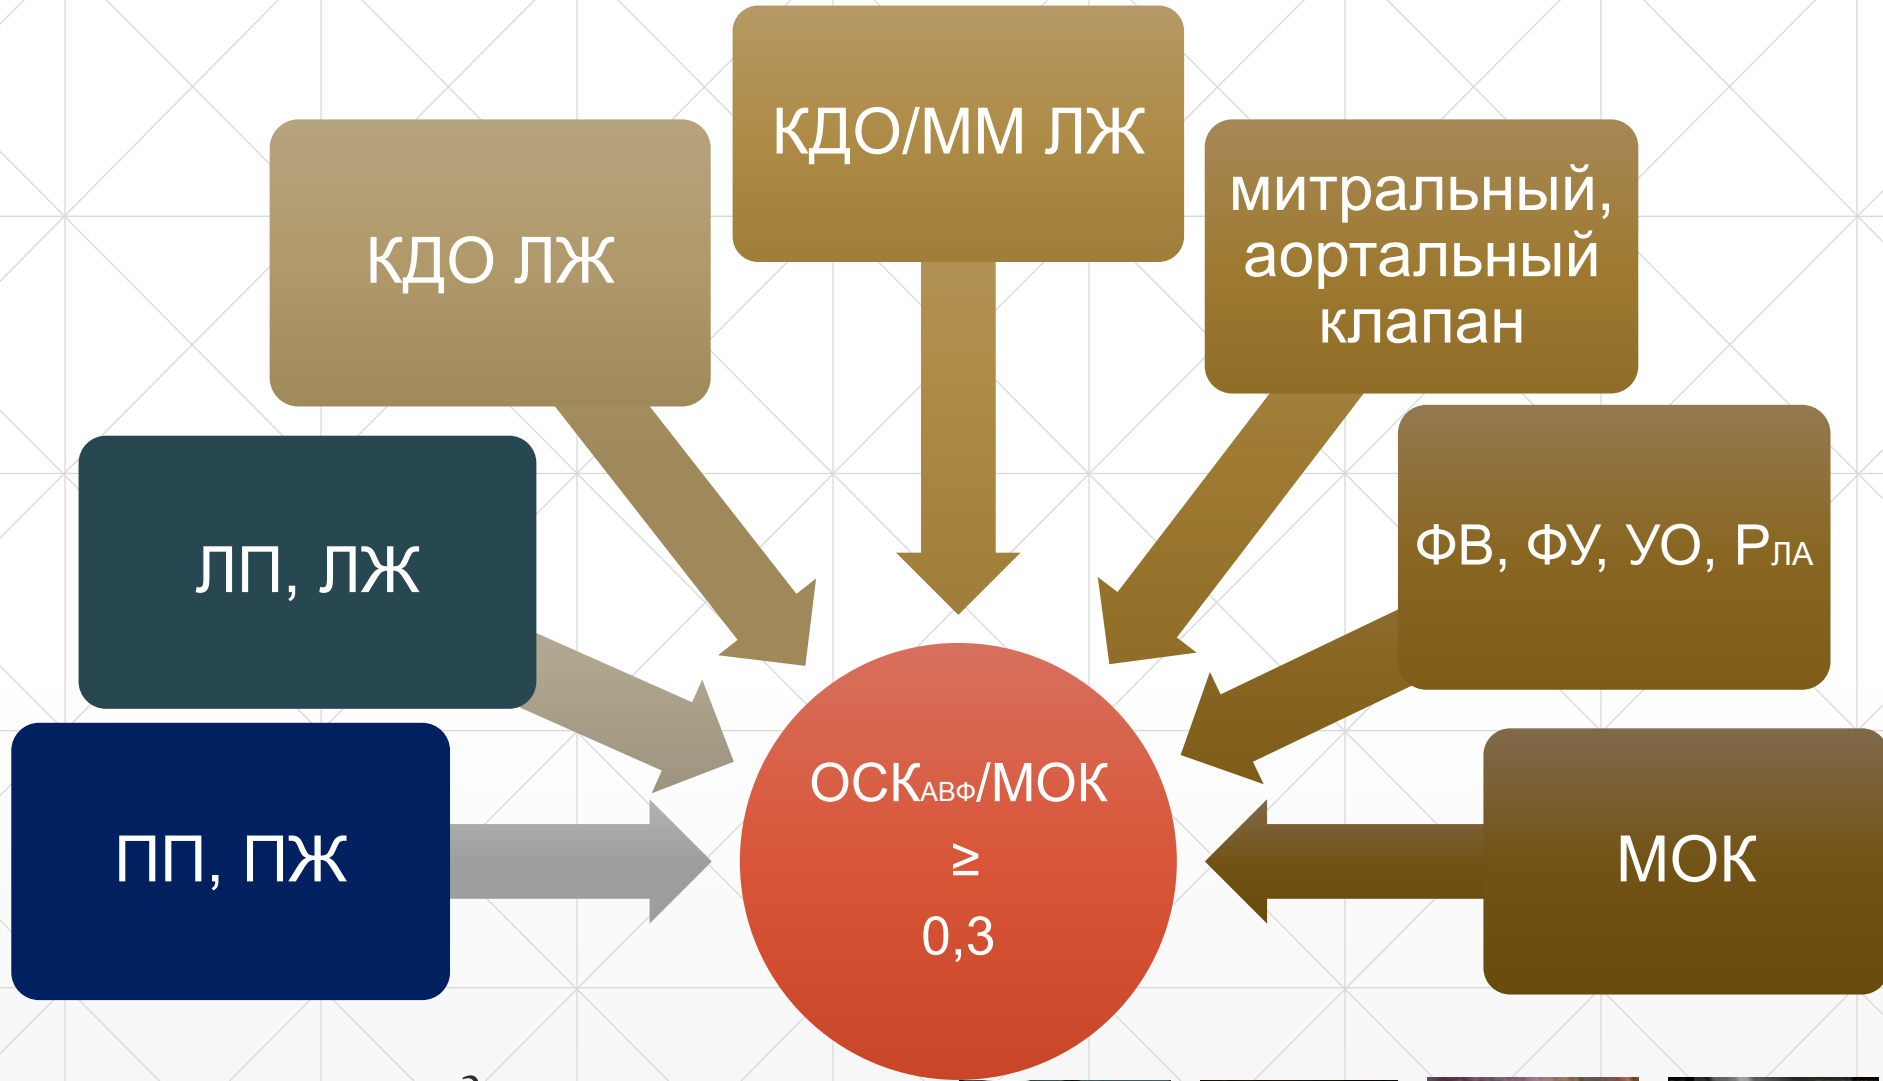 КДО/ММ ЛЖ
КДО ЛЖ
митральный,
аортальный
клапан
ЛП, ЛЖ
ФВ, ФУ, УО, РЛА
ПП, ПЖ
ОСКАВФ/МОК
≥
0,3
МОК